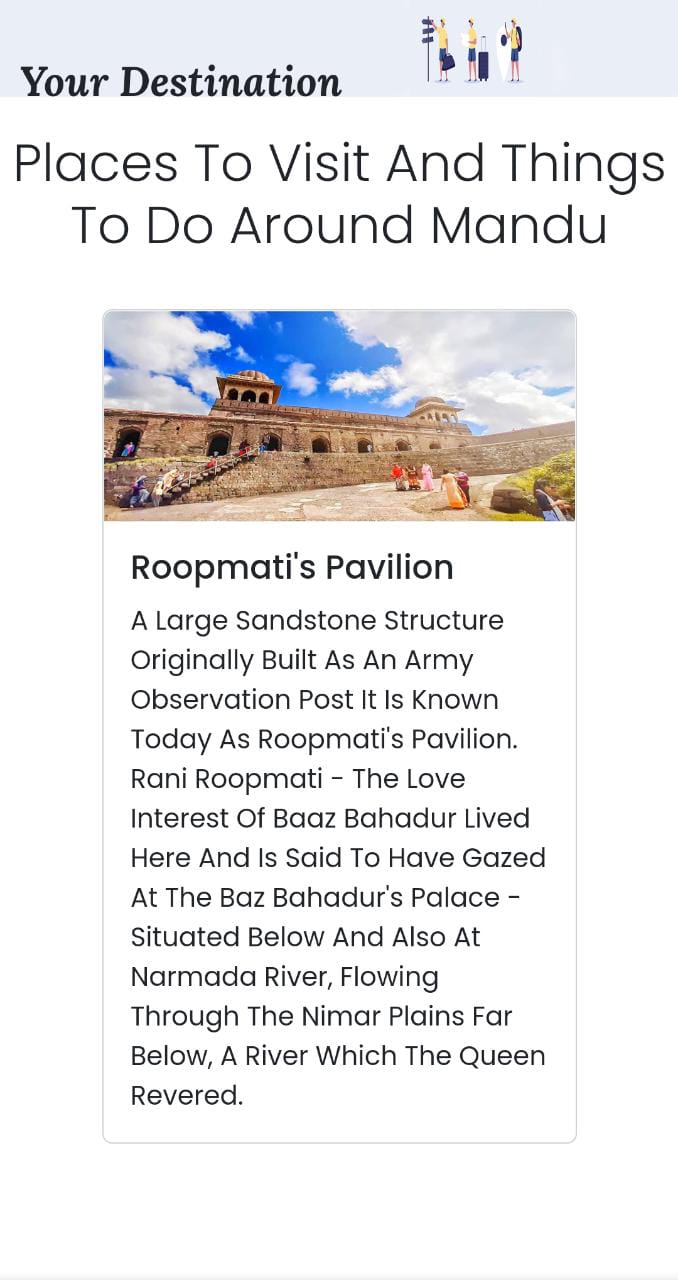 Your Destination
Places To Visit And Things
To Do Around Mandu
Roopmati's Pavilion
A Large Sandstone Structure
Originally Built As An Army
Observation Post It Is Known
Today As Roopmati's Pavilion.
Rani Roopmati - The Love
Interest Of Baaz Bahadur Lived
Here And Is Said To Have Gazed
At The Baz Bahadur's Palace -
Situated Below And Also At
Narmada River, Flowing
Through The Nimar Plains Far
Below, A River Which The Queen
Revered.